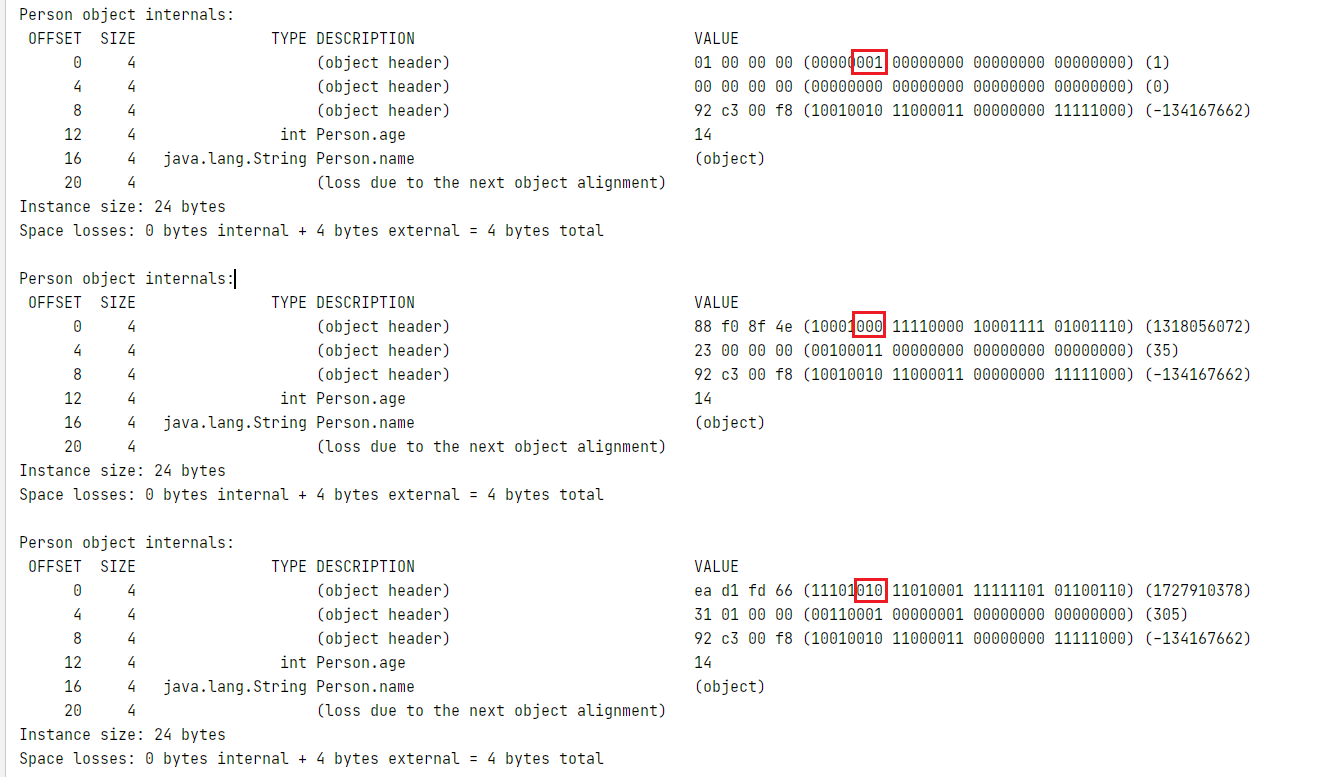 Person object internals:
OFFSET  SIZE               TYPE DESCRIPTION                               VALUE
     0     4                    (object header)                           01 00 00 00 (00000001 00000000 00000000 00000000) (1)
     4     4                    (object header)                           00 00 00 00 (00000000 00000000 00000000 00000000) (0)
     8     4                    (object header)                           92 c3 00 f8 (10010010 11000011 00000000 11111000) (-134167662)
    12     4                int Person.age                                14
    16     4   java.lang.String Person.name                               (object)
    20     4                    (loss due to the next object alignment)
Instance size: 24 bytes
Space losses: 0 bytes internal + 4 bytes external = 4 bytes total
Person object internals:
OFFSET  SIZE               TYPE DESCRIPTION                               VALUE
     0     4                    (object header)                           88 f0 8f 4e (10001000 11110000 10001111 01001110) (1318056072)
     4     4                    (object header)                           23 00 00 00 (00100011 00000000 00000000 00000000) (35)
     8     4                    (object header)                           92 c3 00 f8 (10010010 11000011 00000000 11111000) (-134167662)
    12     4                int Person.age                                14
    16     4   java.lang.String Person.name                               (object)
    20     4                    (loss due to the next object alignment)
Instance size: 24 bytes
Space losses: 0 bytes internal + 4 bytes external = 4 bytes total
Person object internals:
OFFSET  SIZE               TYPE DESCRIPTION                               VALUE
     0     4                    (object header)                           ea d1 fd 66 (11101010 11010001 11111101 01100110) (1727910378)
     4     4                    (object header)                           31 01 00 00 (00110001 00000001 00000000 00000000) (305)
     8     4                    (object header)                           92 c3 00 f8 (10010010 11000011 00000000 11111000) (-134167662)
    12     4                int Person.age                                14
    16     4   java.lang.String Person.name                               (object)
    20     4                    (loss due to the next object alignment)
Instance size: 24 bytes
Space losses: 0 bytes internal + 4 bytes external = 4 bytes total